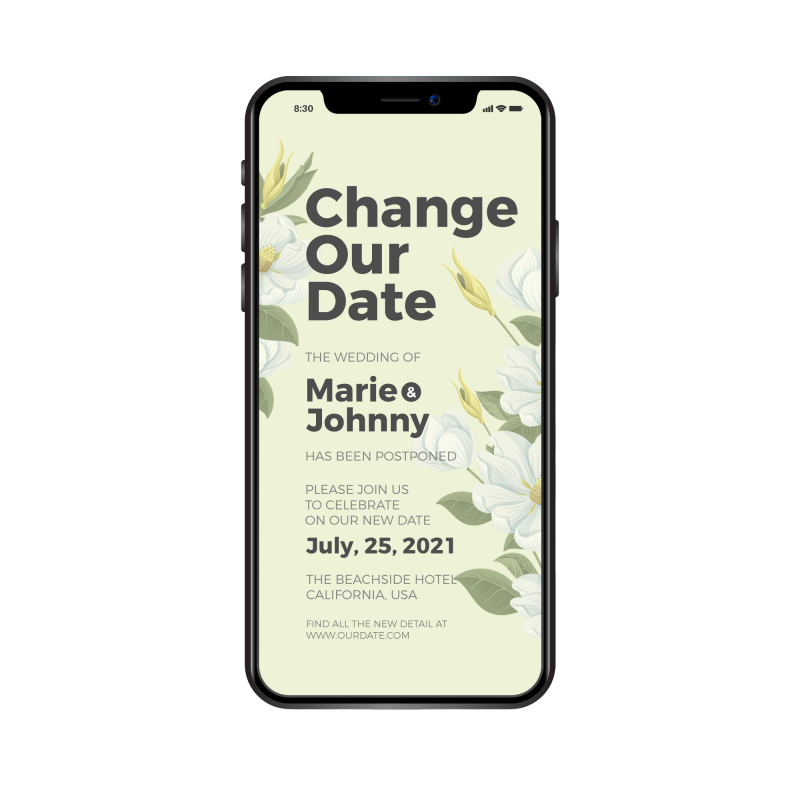 8:30
Change
Our
Date
THE WEDDING OF
Marie &
Johnny
HAS BEEN POSTPONED
PLEASE JOIN US
TO CELEBRATE
ON OUR NEW DATE
July, 25, 2021
THE BEACHSIDE HOTEL
CALIFORNIA, USA
FIND ALL THE NEW DETAIL AT
WWW.OURDATE.COM